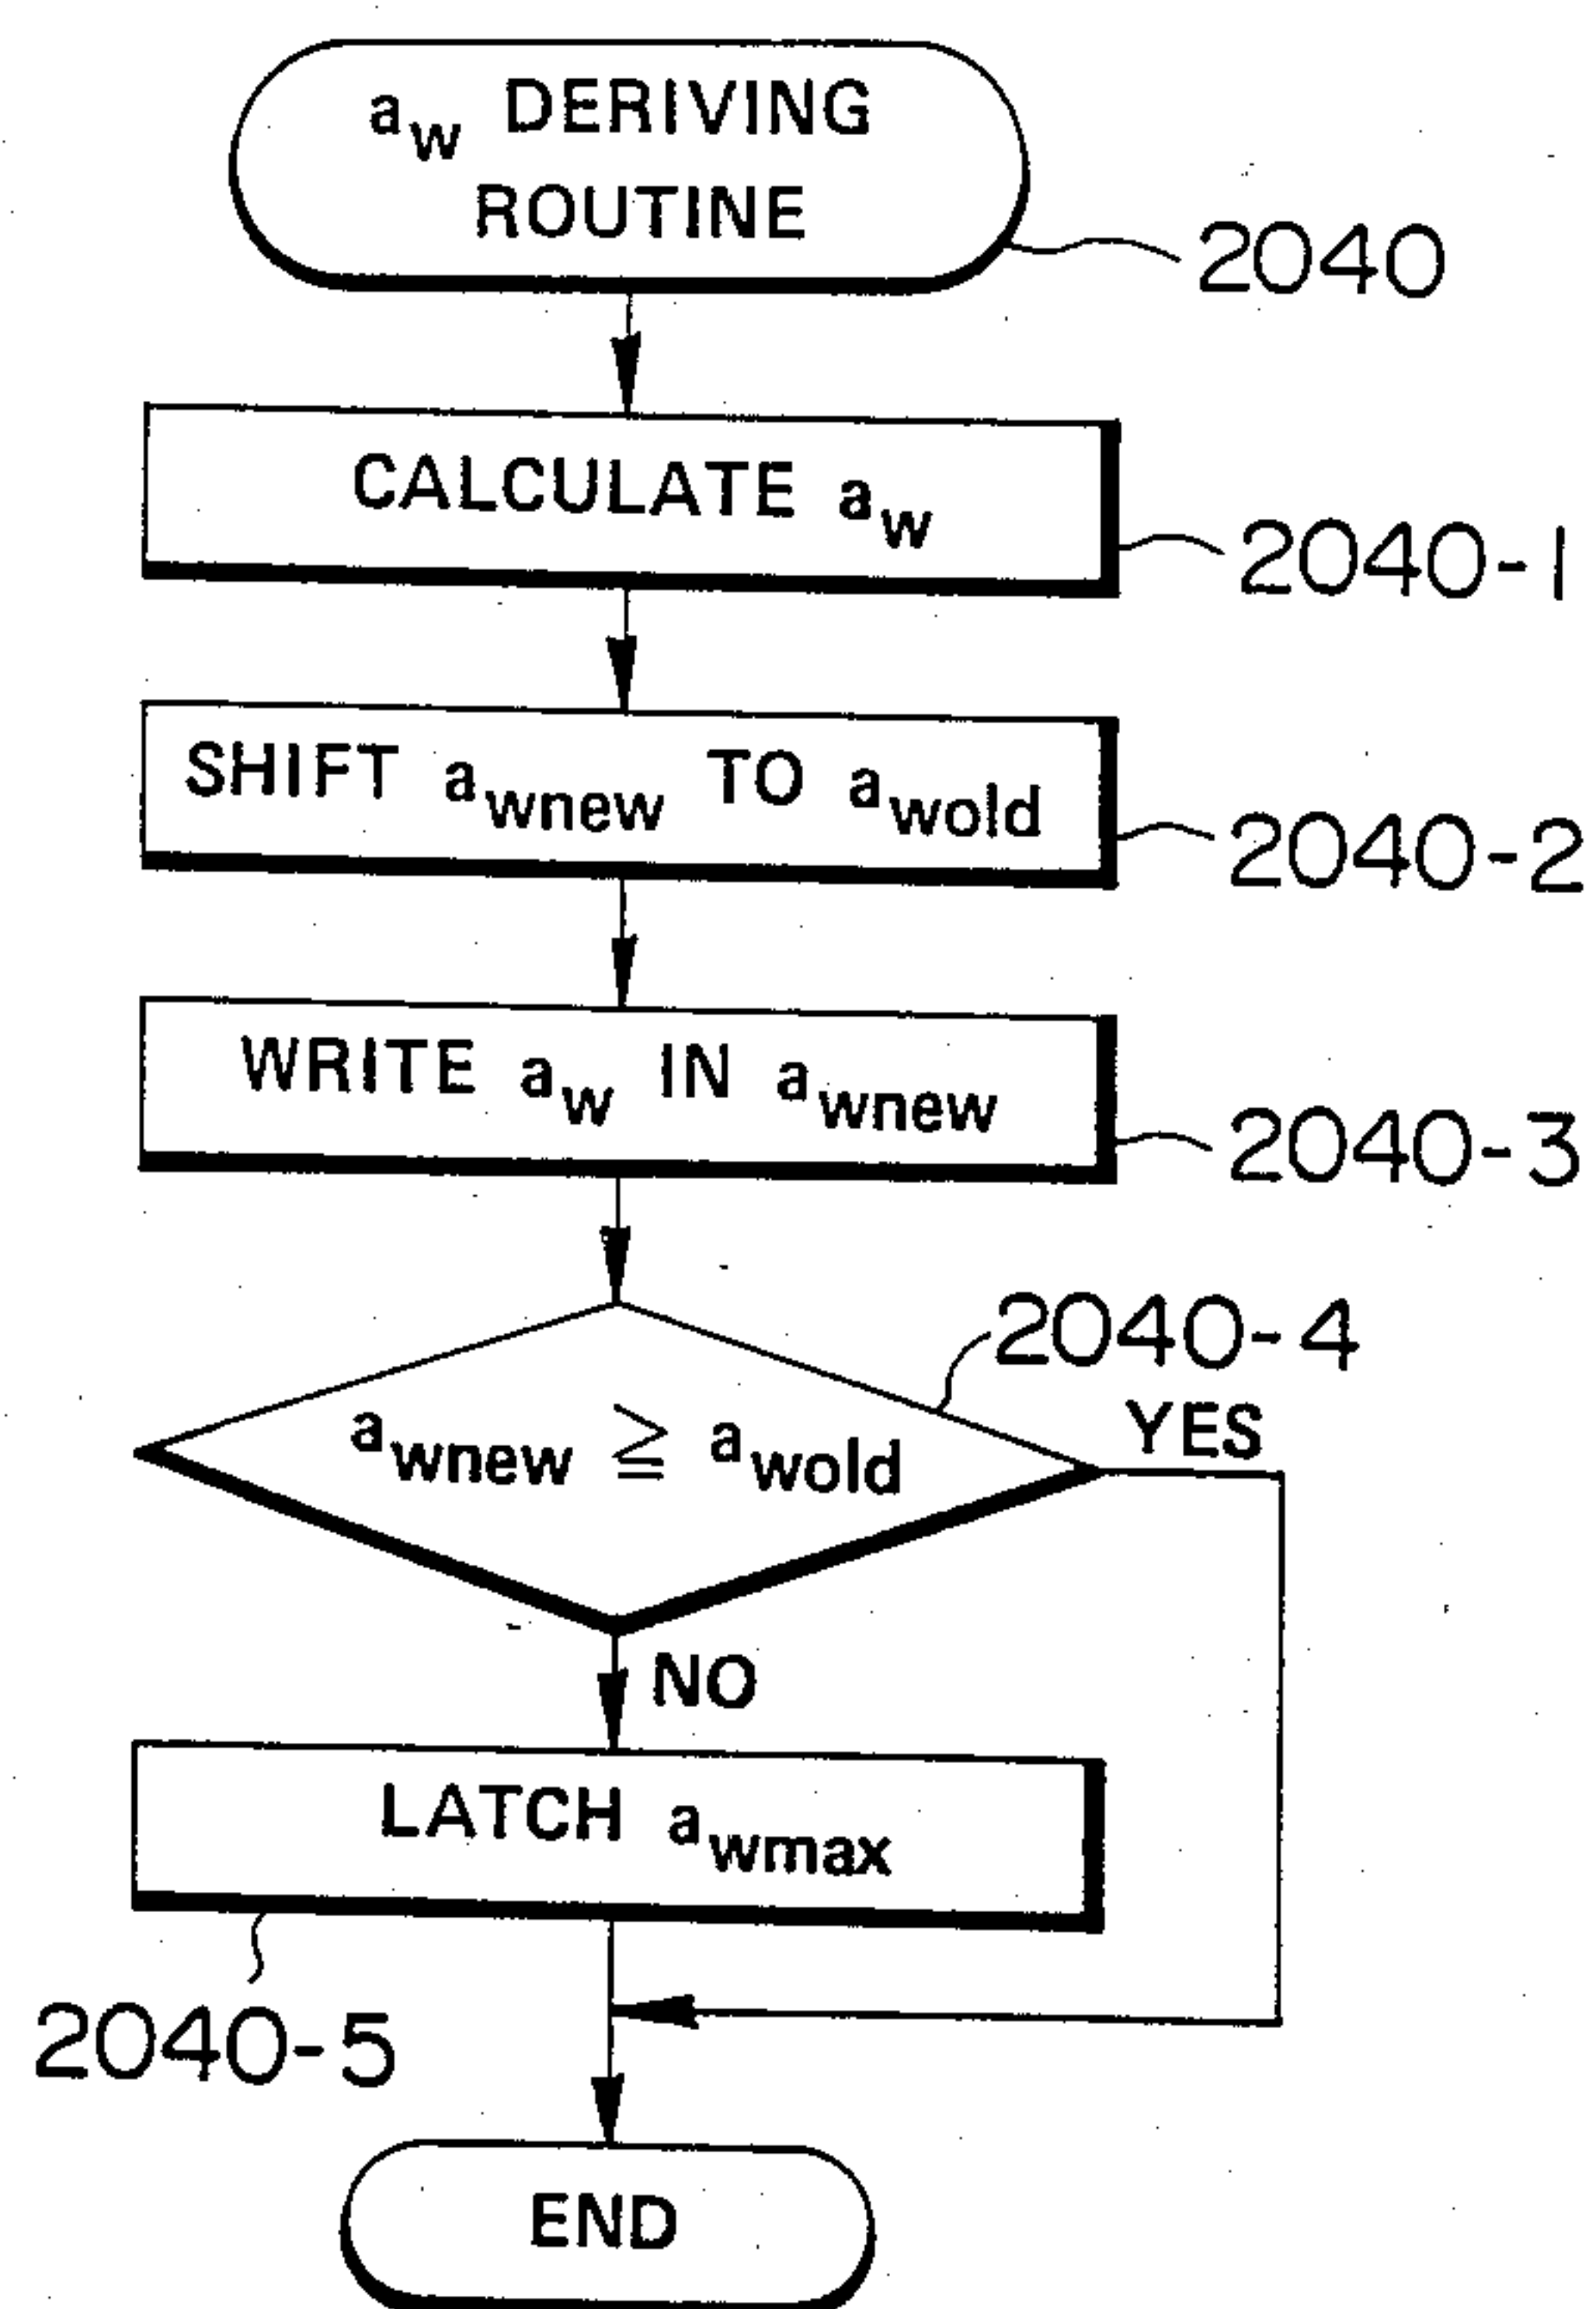 a_w DERIVING
ROUTINE
2040
CALCULATE a_w
2040-1
SHIFT a_wnew TO a_wold
2040-2
WRITE a_w IN a_wnew
2040-3
2040-4
a_wnew ≧ a_wold
YES
NO
LATCH a_wmax
2040-5
END